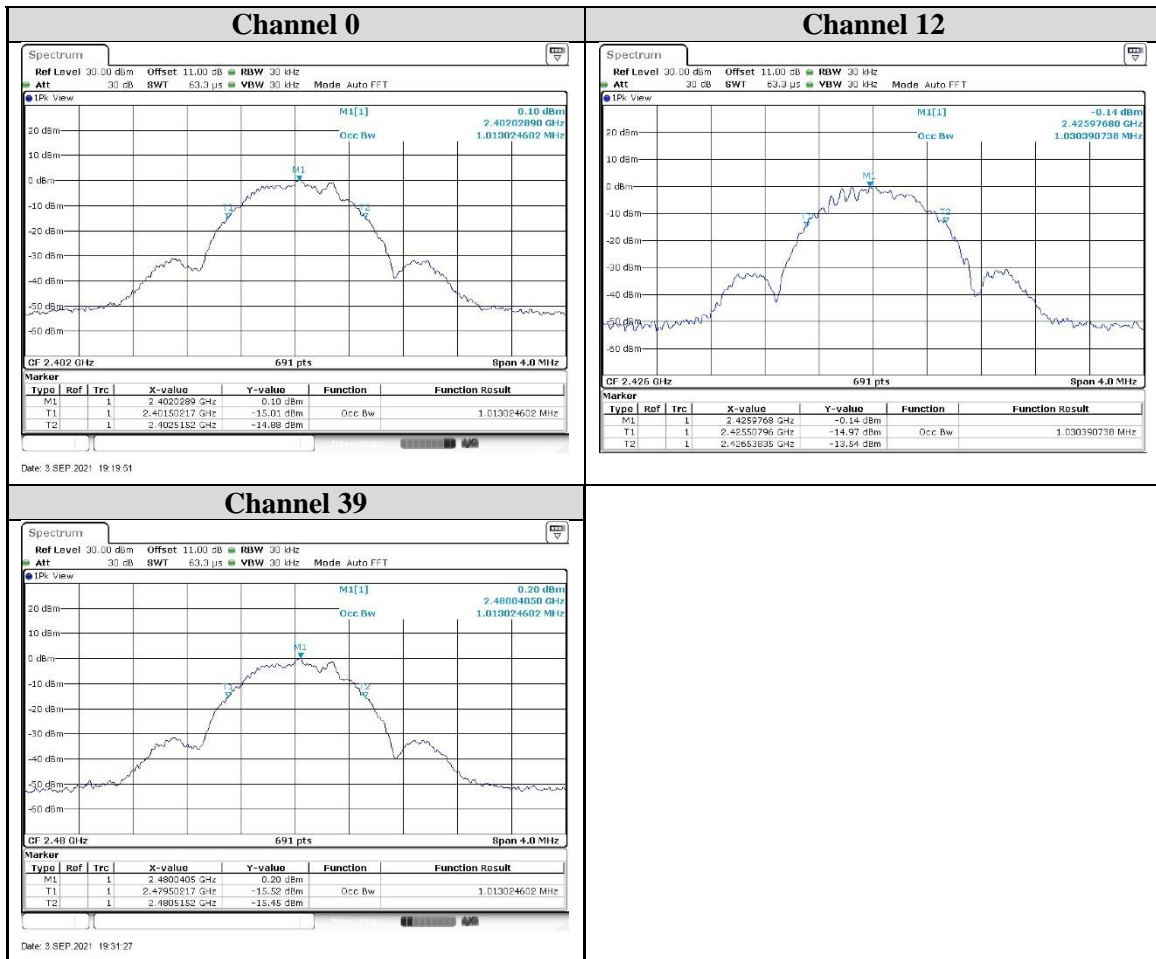 Channel 0
Spectrum
Ref Level 30.00 dBm Offset 11.00 dB RBW 30 kHz
Att 30 dB SWT 63.3 µs VBW 30 kHz Mode Auto FFT
1Pk View
M1[1] 0.10 dBm
2.40202890 GHz
Occ Bw 1.013024602 MHz
20 dBm
10 dBm
M1
0 dBm
-10 dBm
T1 T2
-20 dBm
-30 dBm
-40 dBm
-50 dBm
-60 dBm
CF 2.402 GHz 691 pts Span 4.0 MHz
Marker
Type Ref Trc X-value Y-value Function Function Result
M1 1 2.4020289 GHz 0.10 dBm
T1 1 2.40150217 GHz -15.01 dBm Occ Bw 1.013024602 MHz
T2 1 2.4025152 GHz -14.88 dBm
Date: 3.SEP.2021 19:19:51
Channel 12
Spectrum
Ref Level 30.00 dBm Offset 11.00 dB RBW 30 kHz
Att 30 dB SWT 63.3 µs VBW 30 kHz Mode Auto FFT
1Pk View
M1[1] -0.14 dBm
2.42597680 GHz
Occ Bw 1.030390738 MHz
20 dBm
10 dBm
M1
0 dBm
-10 dBm
T1 T2
-20 dBm
-30 dBm
-40 dBm
-50 dBm
-60 dBm
CF 2.426 GHz 691 pts Span 4.0 MHz
Marker
Type Ref Trc X-value Y-value Function Function Result
M1 1 2.4259768 GHz -0.14 dBm
T1 1 2.42550796 GHz -14.97 dBm Occ Bw 1.030390738 MHz
T2 1 2.42653835 GHz -13.54 dBm
Channel 39
Spectrum
Ref Level 30.00 dBm Offset 11.00 dB RBW 30 kHz
Att 30 dB SWT 63.3 µs VBW 30 kHz Mode Auto FFT
1Pk View
M1[1] 0.20 dBm
2.48004050 GHz
Occ Bw 1.013024602 MHz
20 dBm
10 dBm
M1
0 dBm
-10 dBm
T1 T2
-20 dBm
-30 dBm
-40 dBm
-50 dBm
-60 dBm
CF 2.48 GHz 691 pts Span 4.0 MHz
Marker
Type Ref Trc X-value Y-value Function Function Result
M1 1 2.4800405 GHz 0.20 dBm
T1 1 2.47950217 GHz -15.52 dBm Occ Bw 1.013024602 MHz
T2 1 2.4805152 GHz -15.45 dBm
Date: 3.SEP.2021 19:31:27